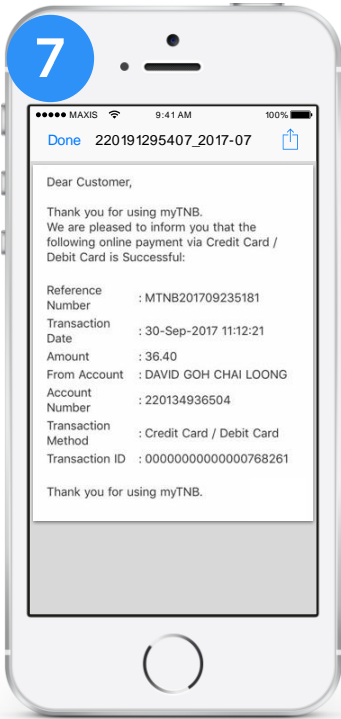 7
MAXIS 9:41 AM 100%
Done 220191295407_2017-07
Dear Customer,
Thank you for using myTNB.
We are pleased to inform you that the
following online payment via Credit Card /
Debit Card is Successful:
Reference
Number : MTNB201709235181
Transaction
Date : 30-Sep-2017 11:12:21
Amount : 36.40
From Account : DAVID GOH CHAI LOONG
Account
Number : 220134936504
Transaction
Method : Credit Card / Debit Card
Transaction ID : 00000000000000768261
Thank you for using myTNB.